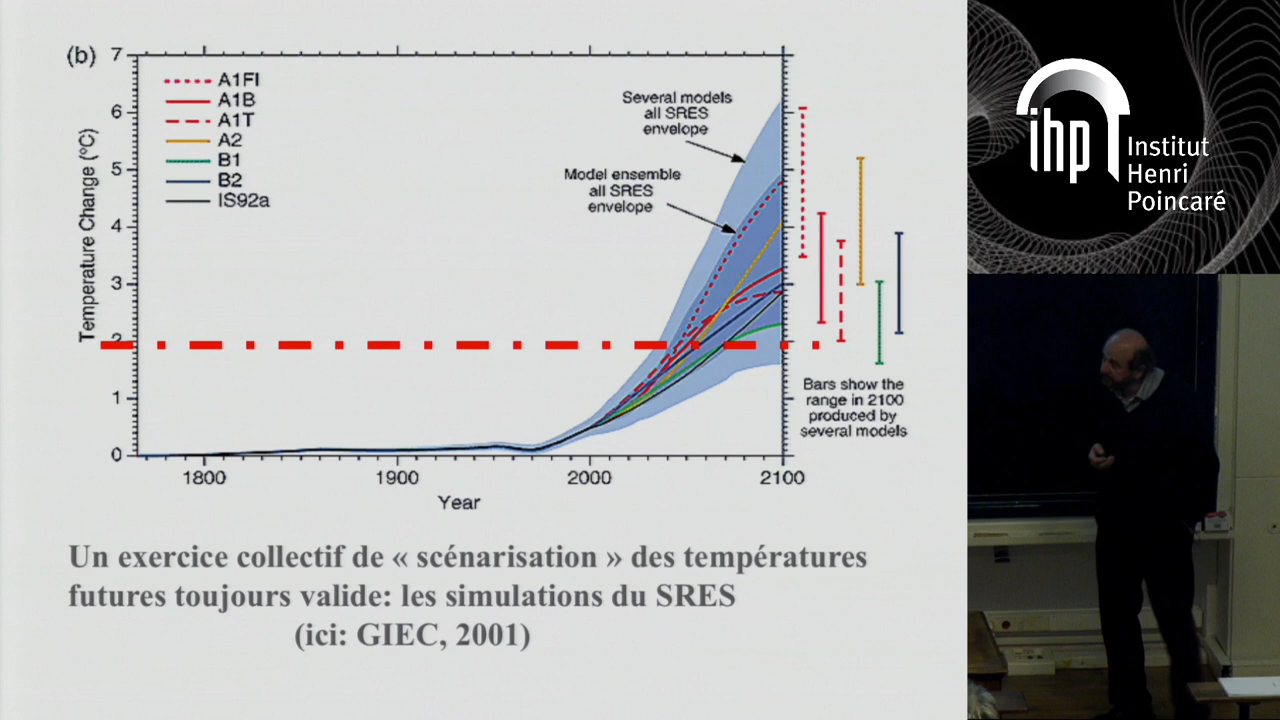 (b)
7
6
5
4
3
2
1
0
Temperature Change (°C)
A1FI
A1B
A1T
A2
B1
B2
IS92a
Several models
all SRES
envelope
Model ensemble
all SRES
envelope
Bars show the
range in 2100
produced by
several models
1800
1900
2000
2100
Year
Un exercice collectif de « scénarisation » des températures
futures toujours valide: les simulations du SRES
(ici: GIEC, 2001)
ihp
Institut
Henri
Poincaré